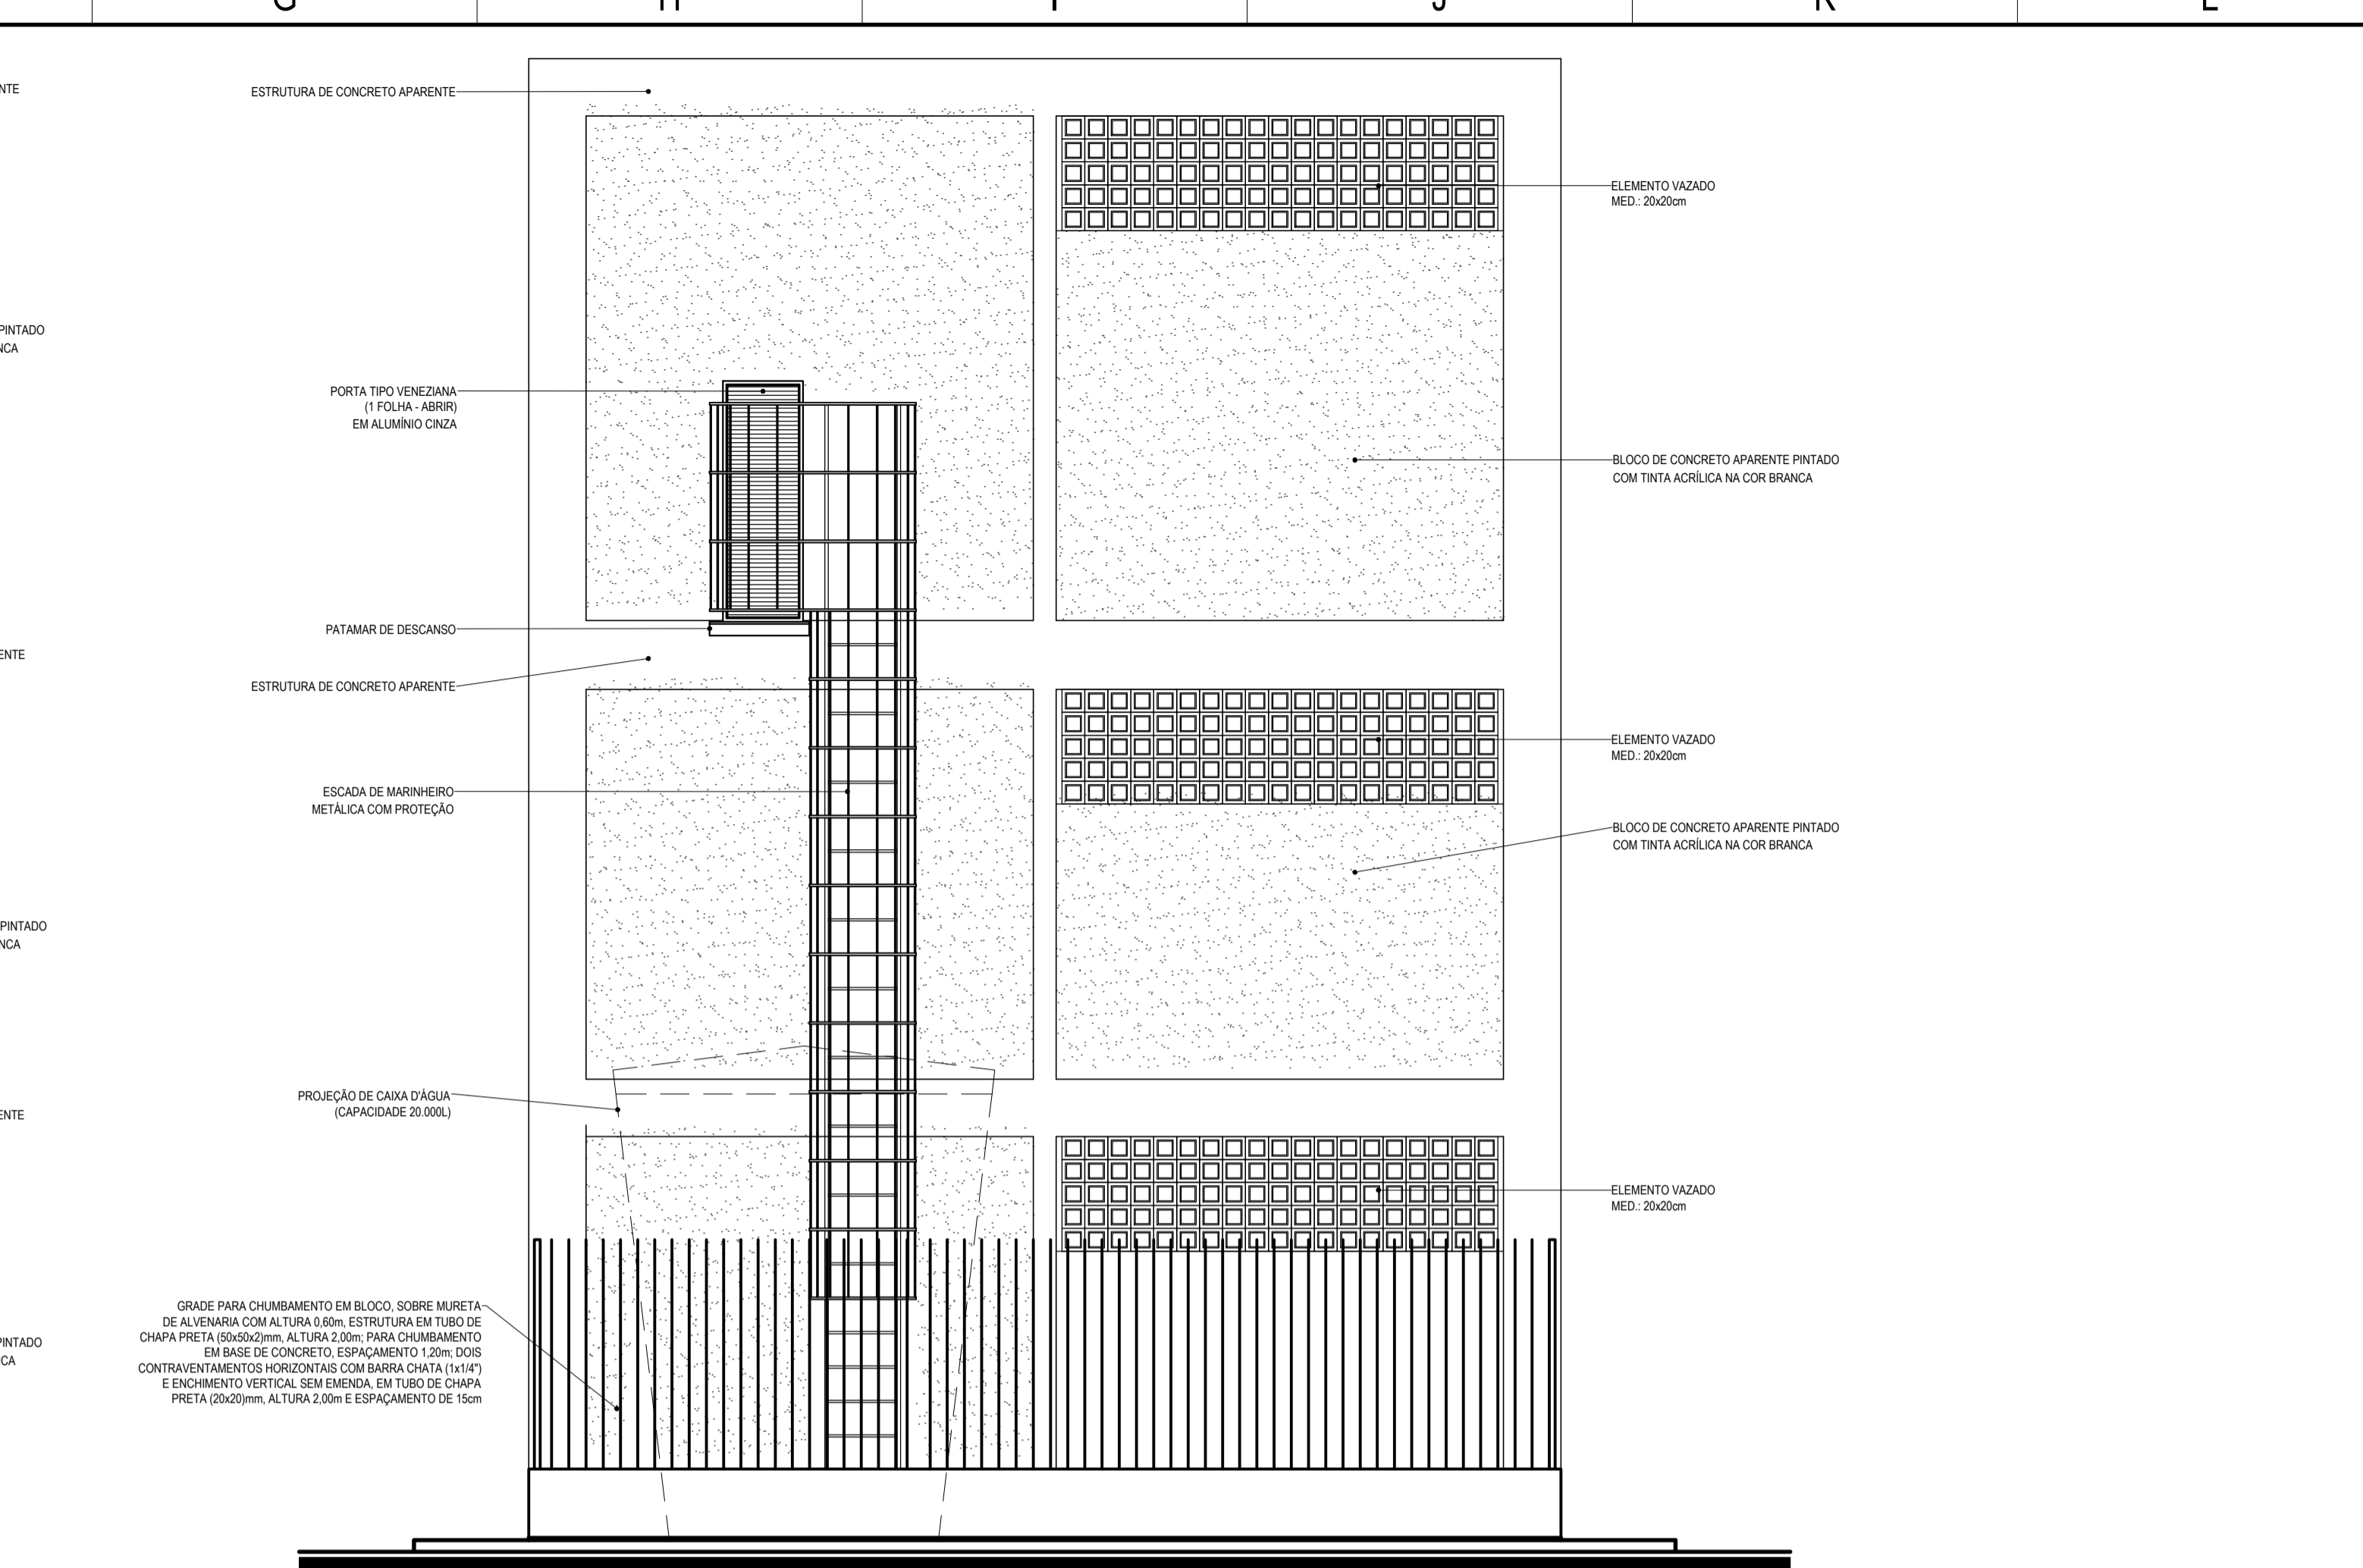 G H I J K L
ENTE
PINTADO
NCA
ENTE
PINTADO
NCA
ENTE
PINTADO
CA
ESTRUTURA DE CONCRETO APARENTE
PORTA TIPO VENEZIANA
(1 FOLHA - ABRIR)
EM ALUMÍNIO CINZA
PATAMAR DE DESCANSO
ESTRUTURA DE CONCRETO APARENTE
ESCADA DE MARINHEIRO
METÁLICA COM PROTEÇÃO
PROJEÇÃO DE CAIXA D'ÁGUA
(CAPACIDADE 20.000L)
GRADE PARA CHUMBAMENTO EM BLOCO, SOBRE MURETA
DE ALVENARIA COM ALTURA 0,60m, ESTRUTURA EM TUBO DE
CHAPA PRETA (50x50x2)mm, ALTURA 2,00m; PARA CHUMBAMENTO
EM BASE DE CONCRETO, ESPAÇAMENTO 1,20m; DOIS
CONTRAVENTAMENTOS HORIZONTAIS COM BARRA CHATA (1x1/4")
E ENCHIMENTO VERTICAL SEM EMENDA, EM TUBO DE CHAPA
PRETA (20x20)mm, ALTURA 2,00m E ESPAÇAMENTO DE 15cm
ELEMENTO VAZADO
MED.: 20x20cm
BLOCO DE CONCRETO APARENTE PINTADO
COM TINTA ACRÍLICA NA COR BRANCA
ELEMENTO VAZADO
MED.: 20x20cm
BLOCO DE CONCRETO APARENTE PINTADO
COM TINTA ACRÍLICA NA COR BRANCA
ELEMENTO VAZADO
MED.: 20x20cm